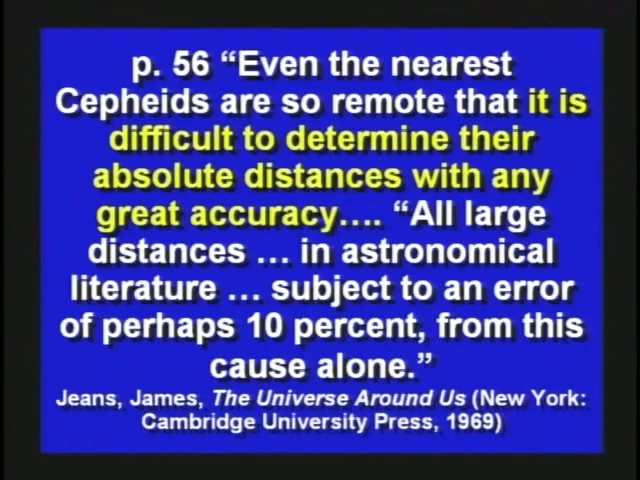 p. 56 “Even the nearest
Cepheids are so remote that it is
difficult to determine their
absolute distances with any
great accuracy…. “All large
distances … in astronomical
literature … subject to an error
of perhaps 10 percent, from this
cause alone.”
Jeans, James, The Universe Around Us (New York:
Cambridge University Press, 1969)